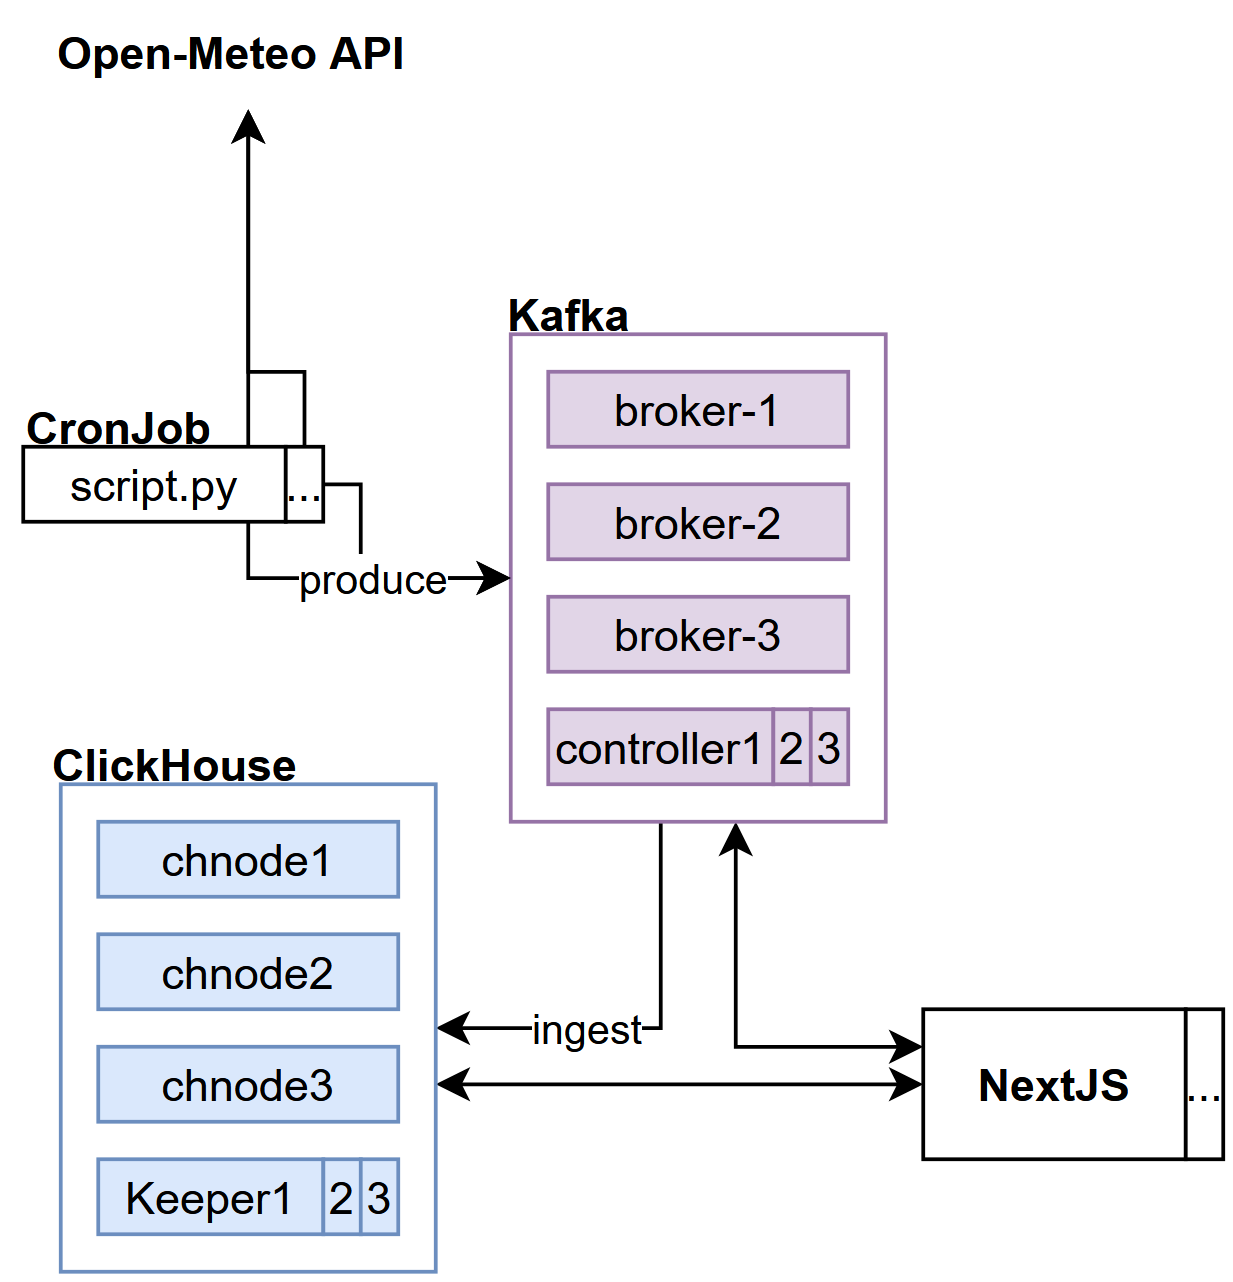 Open-Meteo API
Kafka
broker-1
CronJob
script.py ...
broker-2
produce
broker-3
controller1 2 3
ClickHouse
chnode1
chnode2
ingest
chnode3
NextJS ...
Keeper1 2 3